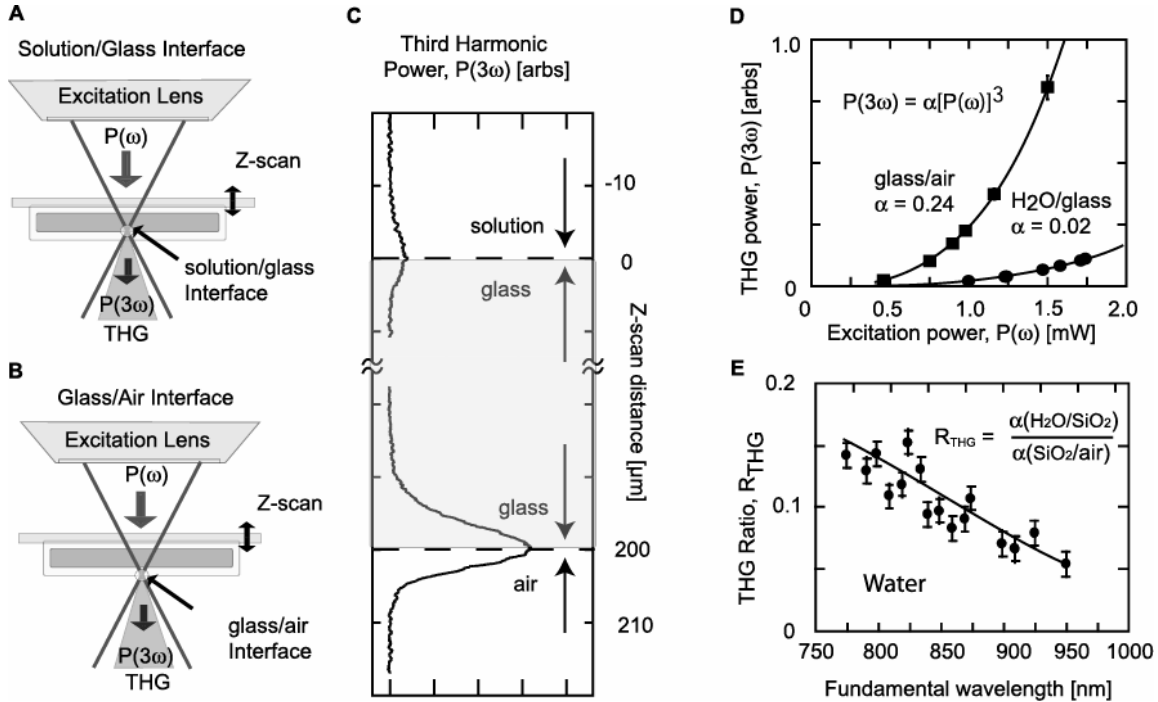 A
Solution/Glass Interface
Excitation Lens
P(ω)
Z-scan
solution/glass
Interface
P(3ω)
THG
B
Glass/Air Interface
Excitation Lens
P(ω)
Z-scan
glass/air
Interface
P(3ω)
THG
C
Third Harmonic
Power, P(3ω) [arbs]
-10
solution
0
glass
Z-scan distance [µm]
glass
200
air
210
D
THG power, P(3ω) [arbs]
1.0
0
P(3ω) = α[P(ω)]³
glass/air
α = 0.24
H2O/glass
α = 0.02
0 0.5 1.0 1.5 2.0
Excitation power, P(ω) [mW]
E
THG Ratio, RTHG
0.2
0.1
0
RTHG = α(H2O/SiO2)
α(SiO2/air)
Water
750 800 850 900 950 1000
Fundamental wavelength [nm]